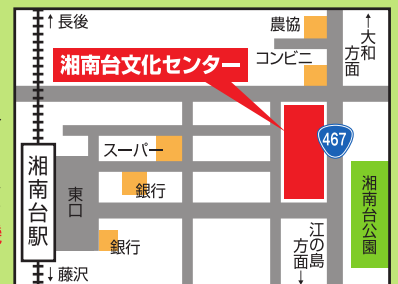 ↑長後
農協
↑大和方面
コンビニ
湘南台文化センター
467
スーパー
湘南台駅
東口
銀行
湘南台公園
銀行
江の島方面↓
↓藤沢